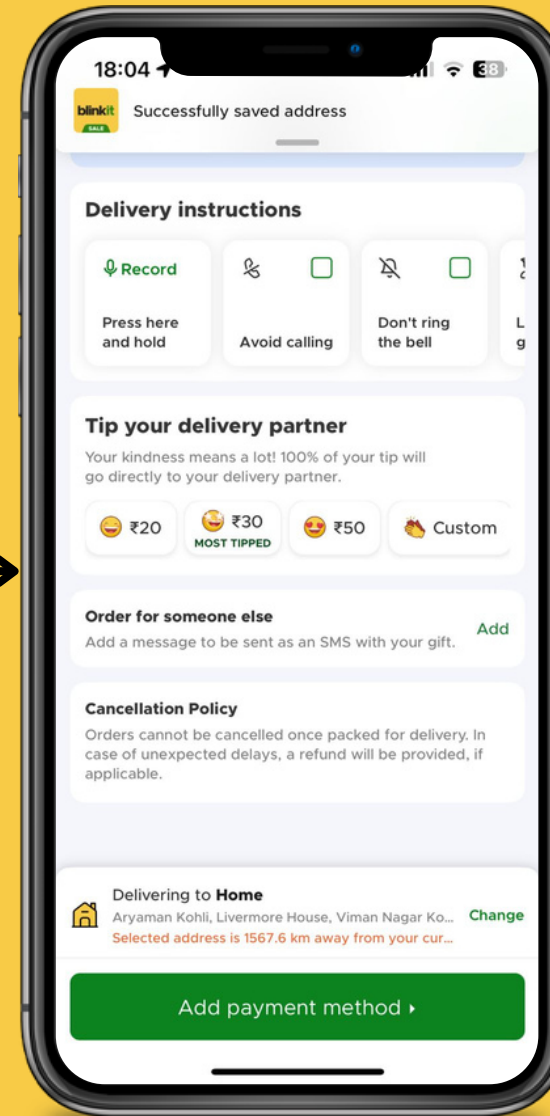 18:04
38
blinkit
SALE
Successfully saved address
Delivery instructions
Record
Press here
and hold
Avoid calling
Don't ring
the bell
L
g
Tip your delivery partner
Your kindness means a lot! 100% of your tip will
go directly to your delivery partner.
₹20
₹30
MOST TIPPED
₹50
Custom
Order for someone else
Add a message to be sent as an SMS with your gift.
Add
Cancellation Policy
Orders cannot be cancelled once packed for delivery. In
case of unexpected delays, a refund will be provided, if
applicable.
Delivering to Home
Aryaman Kohli, Livermore House, Viman Nagar Ko...
Change
Selected address is 1567.6 km away from your cur...
Add payment method